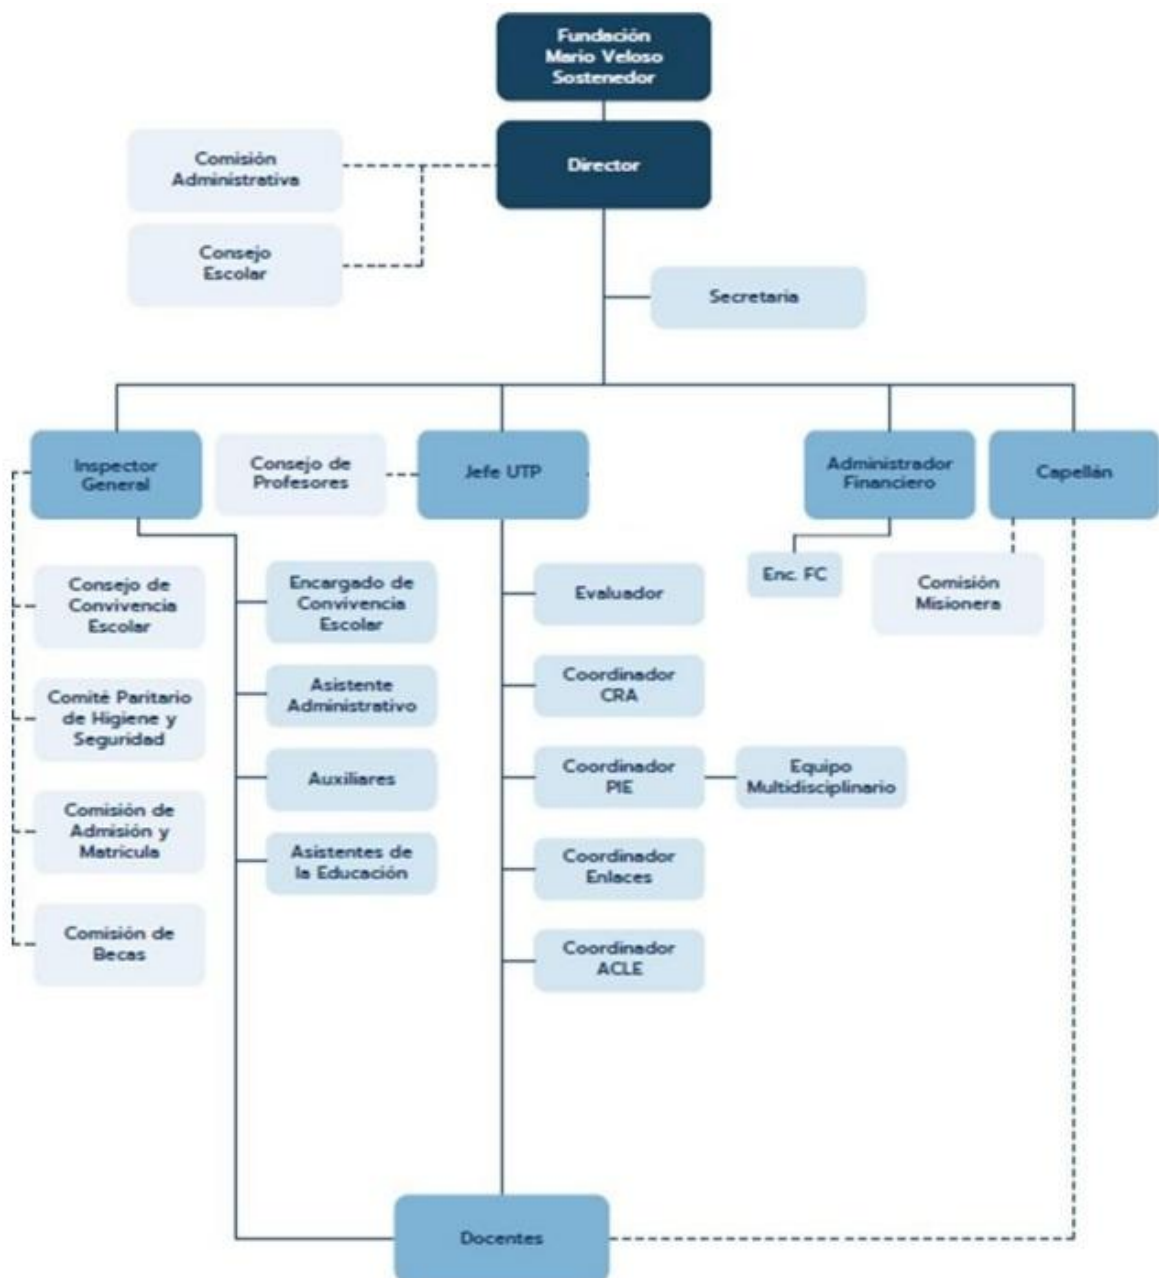 Fundación
Mario Veloso
Sostenedor
Director
Comisión
Administrativa
Consejo
Escolar
Secretaria
Inspector
General
Consejo de
Profesores
Jefe UTP
Administrador
Financiero
Capellán
Consejo de
Convivencia
Escolar
Encargado de
Convivencia
Escolar
Evaluador
Enc. FC
Comisión
Misionera
Comité Paritario
de Higiene y
Seguridad
Asistente
Administrativo
Coordinador
CRA
Auxiliares
Coordinador
PIE
Equipo
Multidisciplinario
Comisión de
Admisión y
Matricula
Asistentes de
la Educación
Coordinador
Enlaces
Comisión de
Becas
Coordinador
ACLE
Docentes